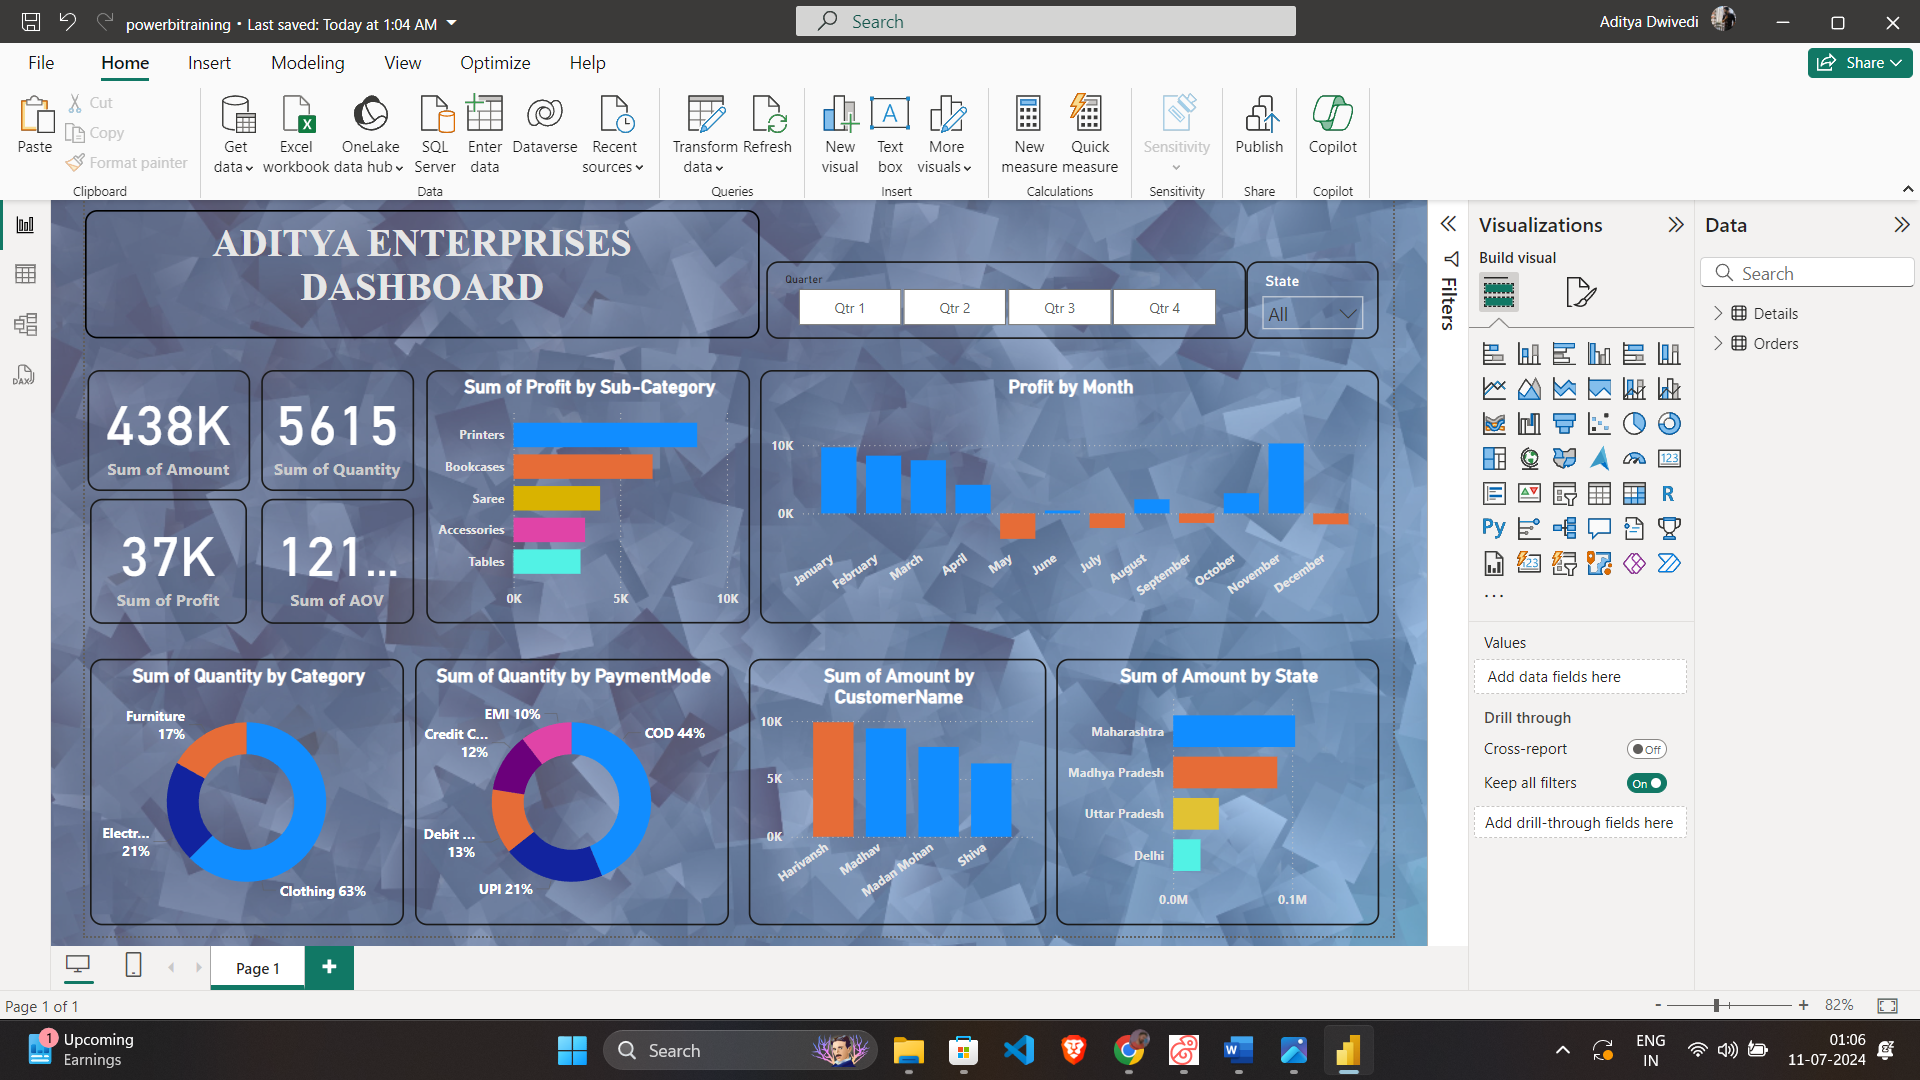 powerbitraining • Last saved: Today at 1:04 AM
Search
Aditya Dwivedi
File
Home
Insert
Modeling
View
Optimize
Help
Share
Paste
Cut
Copy
Format painter
Clipboard
Get
data
Excel
workbook
OneLake
data hub
SQL
Server
Enter
data
Dataverse
Recent
sources
Data
Transform
data
Refresh
Queries
New
visual
Text
box
More
visuals
Insert
New
measure
Quick
measure
Calculations
Sensitivity
Sensitivity
Publish
Share
Copilot
Copilot
ADITYA ENTERPRISES
DASHBOARD
Quarter
Qtr 1
Qtr 2
Qtr 3
Qtr 4
State
All
438K
Sum of Amount
5615
Sum of Quantity
37K
Sum of Profit
121...
Sum of AOV
Sum of Profit by Sub-Category
Printers
Bookcases
Saree
Accessories
Tables
0K
5K
10K
Profit by Month
10K
0K
January
February
March
April
May
June
July
August
September
October
November
December
Sum of Quantity by Category
Furniture
17%
Electr...
21%
Clothing 63%
Sum of Quantity by PaymentMode
EMI 10%
Credit C...
12%
COD 44%
Debit ...
13%
UPI 21%
Sum of Amount by
CustomerName
10K
5K
0K
Harivansh
Madhav
Madan Mohan
Shiva
Sum of Amount by State
Maharashtra
Madhya Pradesh
Uttar Pradesh
Delhi
0.0M
0.1M
Filters
Visualizations
Build visual
123
R
Py
123
...
Values
Add data fields here
Drill through
Cross-report
Off
Keep all filters
On
Add drill-through fields here
Data
Search
Details
Orders
Page 1
+
Page 1 of 1
- + 82%
1
Upcoming
Earnings
Search
ENG
IN
01:06
11-07-2024